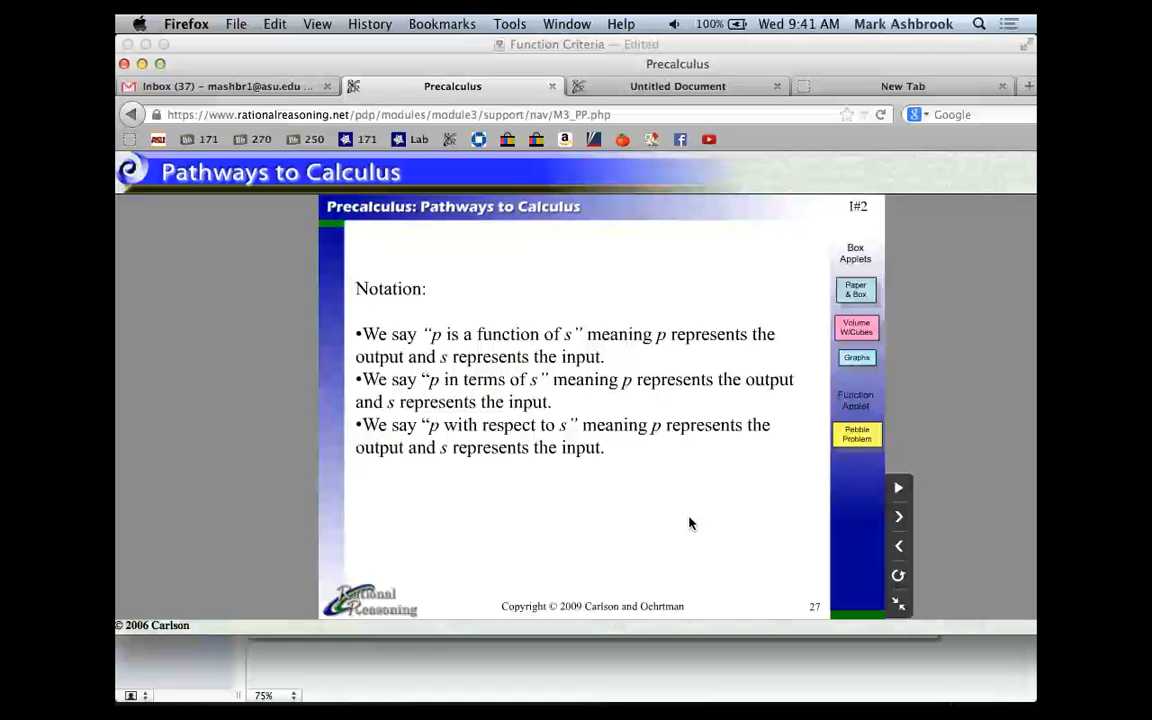 Firefox File Edit View History Bookmarks Tools Window Help 100% Wed 9:41 AM Mark Ashbrook
Function Criteria — Edited
Precalculus
Inbox (37) - mashbr1@asu.edu ... Precalculus Untitled Document New Tab
https://www.rationalreasoning.net/pdp/modules/module3/support/nav/M3_PP.php Google
ASU 171 270 250 171 Lab
Pathways to Calculus
Precalculus: Pathways to Calculus I#2
Box
Applets
Paper
& Box
Volume
W/Cubes
Graphs
Function
Applet
Pebble
Problem
Notation:
•We say “p is a function of s” meaning p represents the
output and s represents the input.
•We say “p in terms of s” meaning p represents the output
and s represents the input.
•We say “p with respect to s” meaning p represents the
output and s represents the input.
Rational
Reasoning
Copyright © 2009 Carlson and Oehrtman 27
© 2006 Carlson
75%